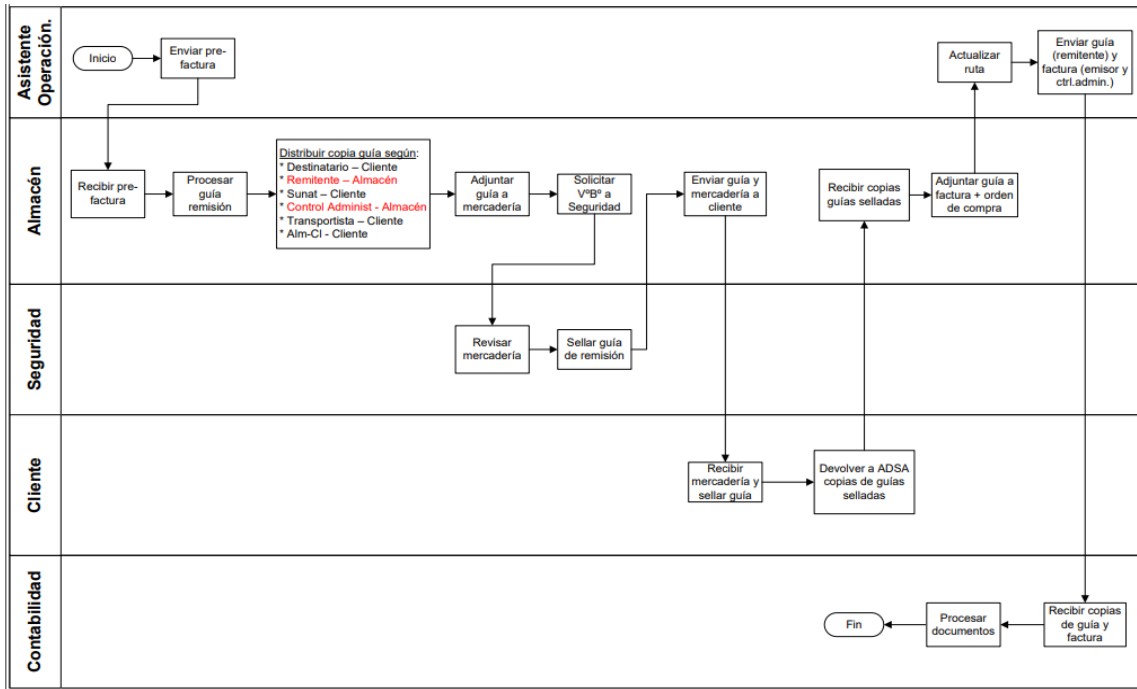 Asistente
Operación.
Inicio
Enviar pre-
factura
Actualizar
ruta
Enviar guía
(remitente) y
factura (emisor y
ctrl.admin.)
Almacén
Recibir pre-
factura
Procesar
guía
remisión
Distribuir copia guía según:
* Destinatario – Cliente
* Remitente – Almacén
* Sunat – Cliente
* Control Administ - Almacén
* Transportista – Cliente
* Alm-Cl - Cliente
Adjuntar
guía a
mercadería
Solicitar
VºBº a
Seguridad
Enviar guía y
mercadería a
cliente
Recibir copias
guías selladas
Adjuntar guía a
factura + orden
de compra
Seguridad
Revisar
mercadería
Sellar guía
de remisión
Cliente
Recibir
mercadería y
sellar guía
Devolver a ADSA
copias de guías
selladas
Contabilidad
Fin
Procesar
documentos
Recibir copias
de guía y
factura